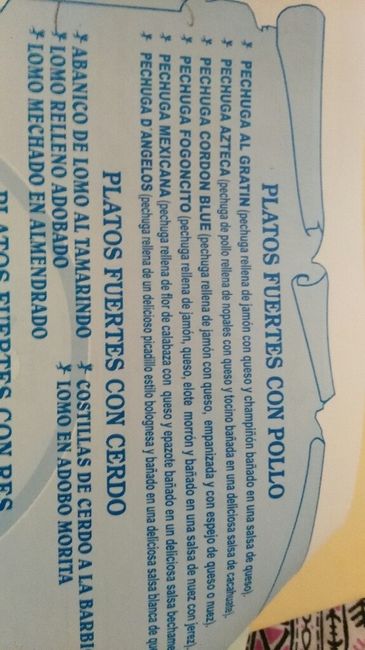 PLATOS FUERTES CON POLLO
PECHUGA AL GRATIN (pechuga rellena de jamón con queso y champiñón bañado en una salsa de queso),
PECHUGA AZTECA (pechuga de pollo rellena de nopales con queso y tocino bañada en una deliciosa salsa de cacahuate),
PECHUGA CORDON BLUE (pechuga rellena de jamón con queso, empanizada y con espejo de queso o nuez),
PECHUGA FOGONCITO (pechuga rellena de jamón, queso, elote morrón y bañado en una salsa de nuez con jerez),
PECHUGA MEXICANA (pechuga rellena de flor de calabaza con queso y epazote bañado en un deliciosa salsa bechame
PECHUGA D'ANGELOS (pechuga rellena de un delicioso picadillo estilo bolognesa y bañado en una deliciosa salsa blanca de qu
PLATOS FUERTES CON CERDO
ABANICO DE LOMO AL TAMARINDO COSTILLAS DE CERDO A LA BARBI
LOMO RELLENO ADOBADO LOMO EN ADOBO MORITA
LOMO MECHADO EN ALMENDRADO
PLATOS FUERTES CON RES